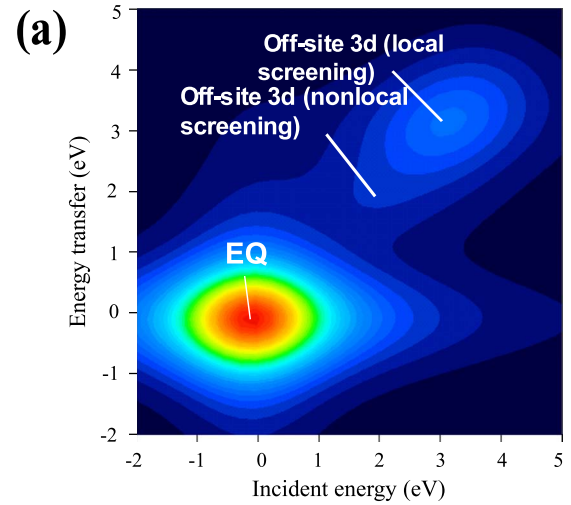 (a)
Off-site 3d (local
screening)
Off-site 3d (nonlocal
screening)
EQ
Energy transfer (eV)
5
4
3
2
1
0
-1
-2
-2 -1 0 1 2 3 4 5
Incident energy (eV)